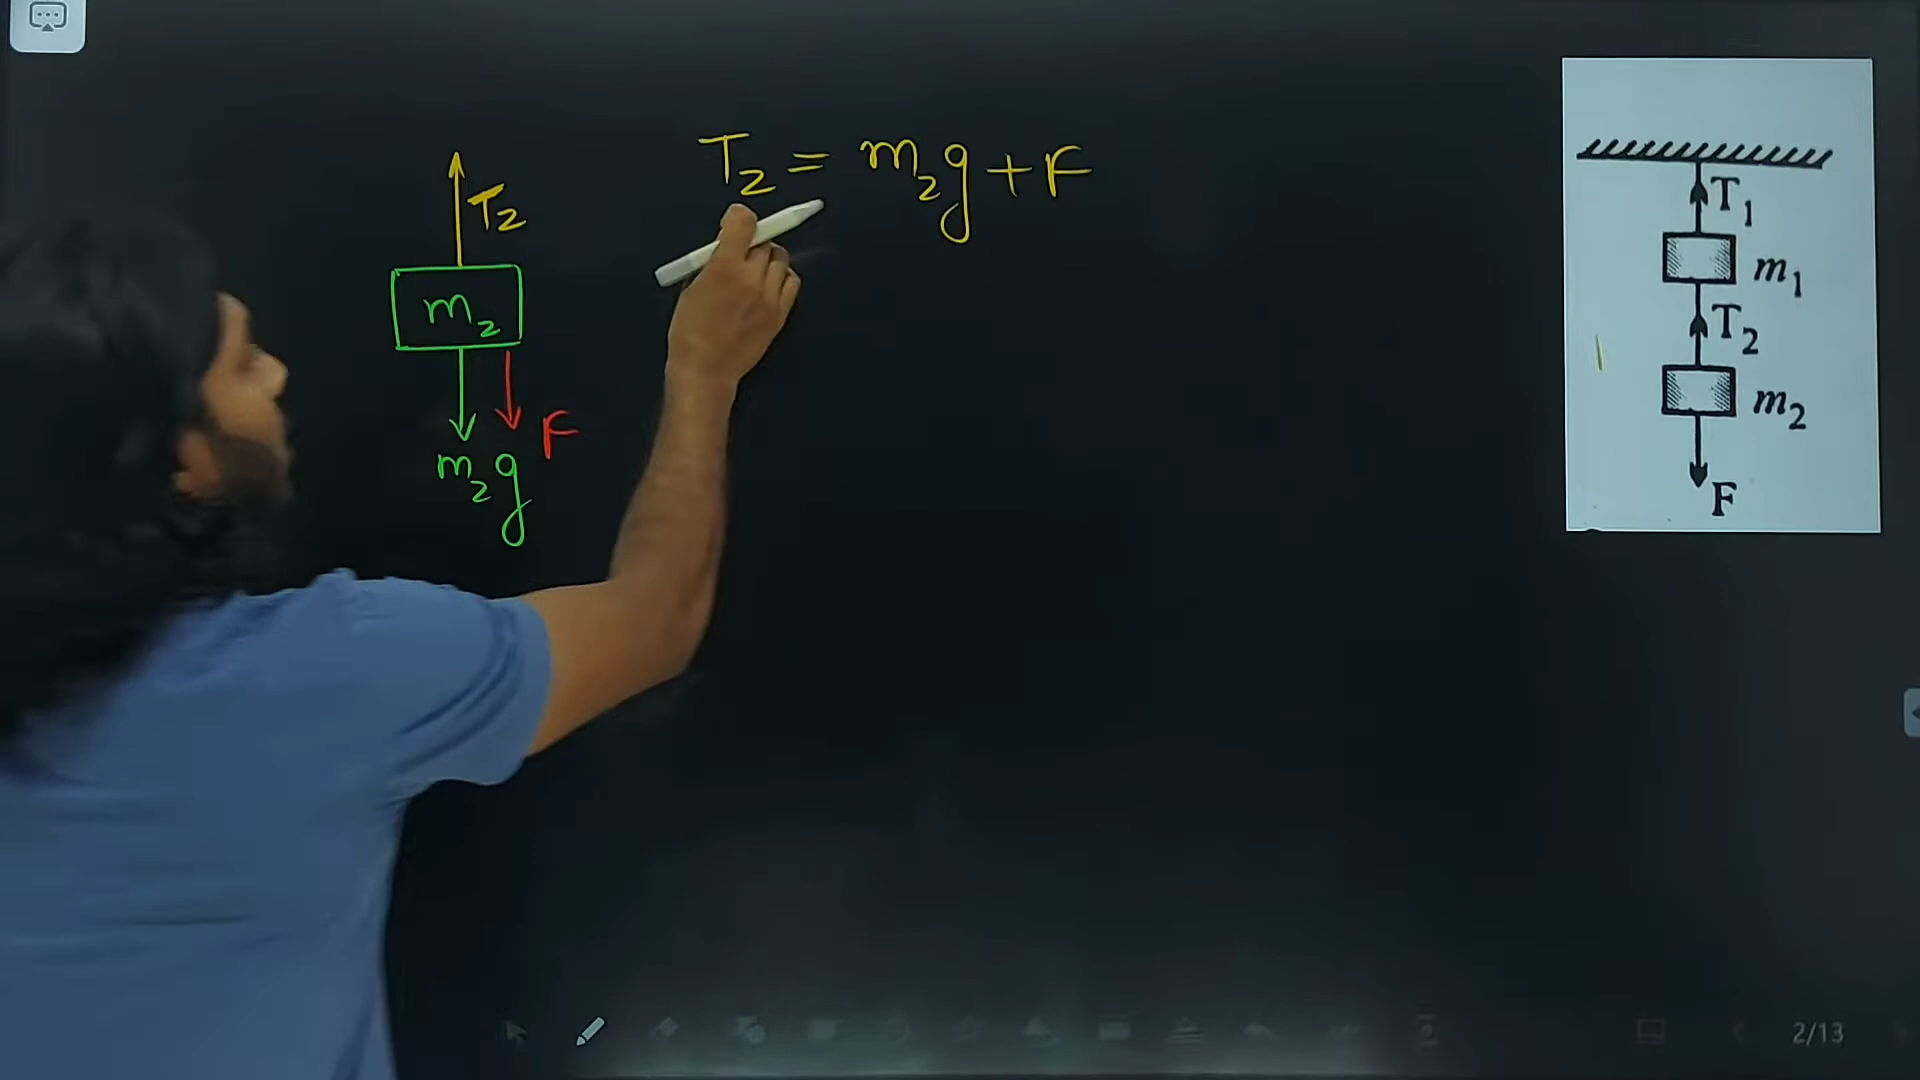 T₂ = m₂g + F
T₂
m₂
m₂g
F
T₁
m₁
T₂
m₂
F
2/13